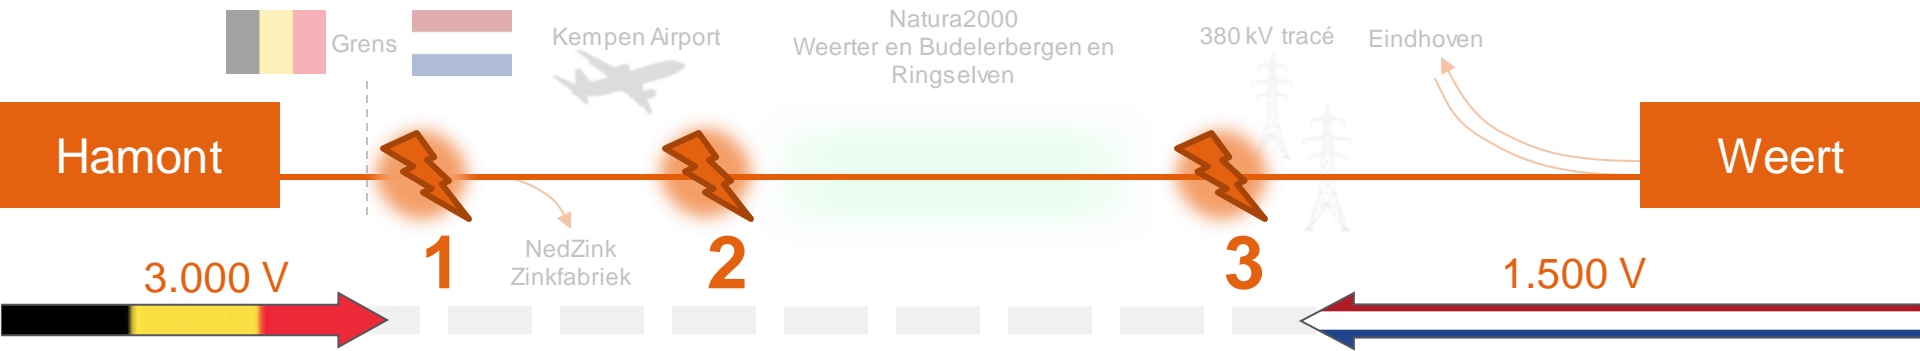 Grens
Kempen Airport
Natura2000
Weerter en Budelerbergen en
Ringselven
380 kV tracé
Eindhoven
Hamont
Weert
1
2
3
NedZink
Zinkfabriek
3.000 V
1.500 V